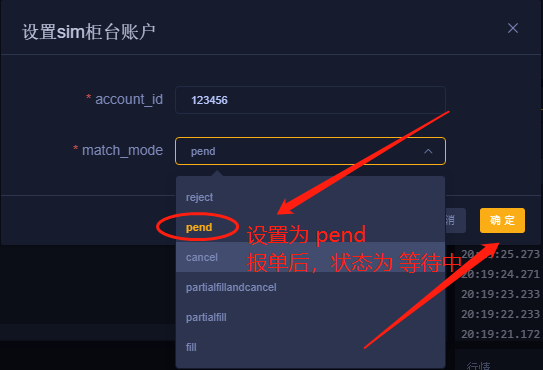 设置sim柜台账户
* account_id
123456
* match_mode
pend
reject
pend
cancel
partialfillandcancel
partialfill
fill
设置为 pend
报单后，状态为 等待中
消
确 定
20:19:25.273
20:19:24.271
20:19:23.233
20:19:22.233
20:19:21.172
行情